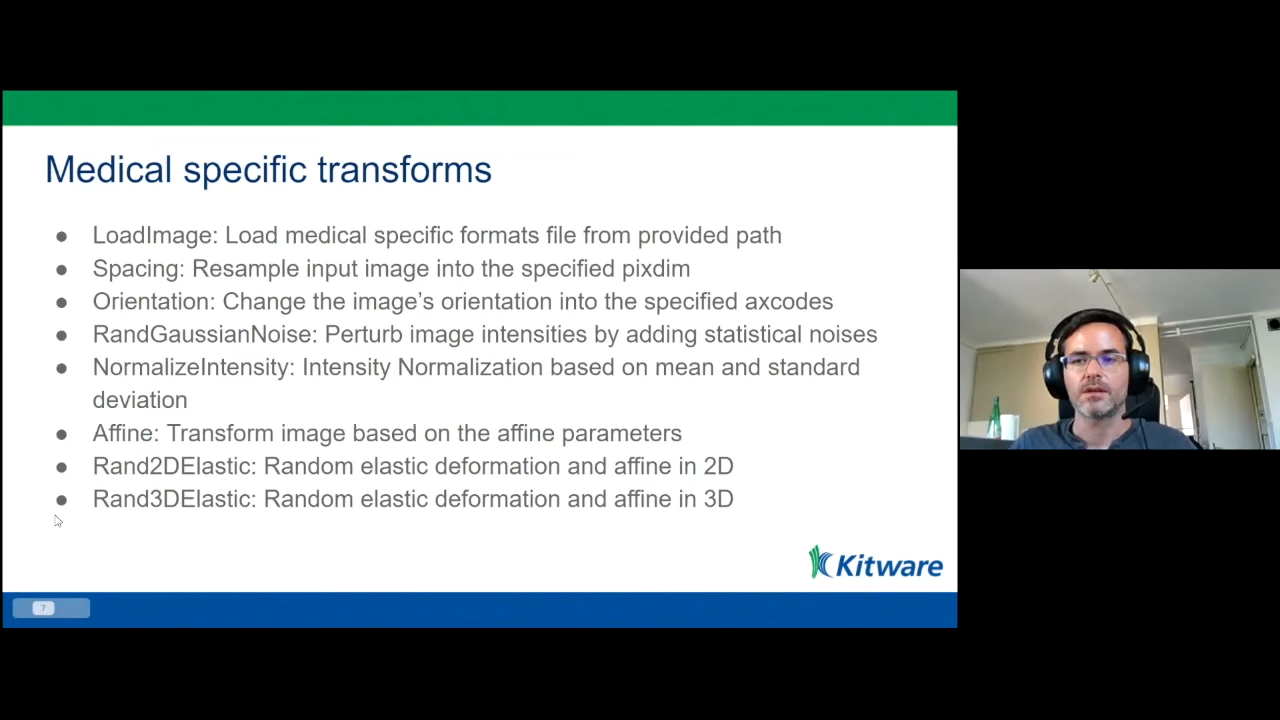 Medical specific transforms
● LoadImage: Load medical specific formats file from provided path
● Spacing: Resample input image into the specified pixdim
● Orientation: Change the image’s orientation into the specified axcodes
● RandGaussianNoise: Perturb image intensities by adding statistical noises
● NormalizeIntensity: Intensity Normalization based on mean and standard
deviation
● Affine: Transform image based on the affine parameters
● Rand2DElastic: Random elastic deformation and affine in 2D
● Rand3DElastic: Random elastic deformation and affine in 3D
Kitware
7